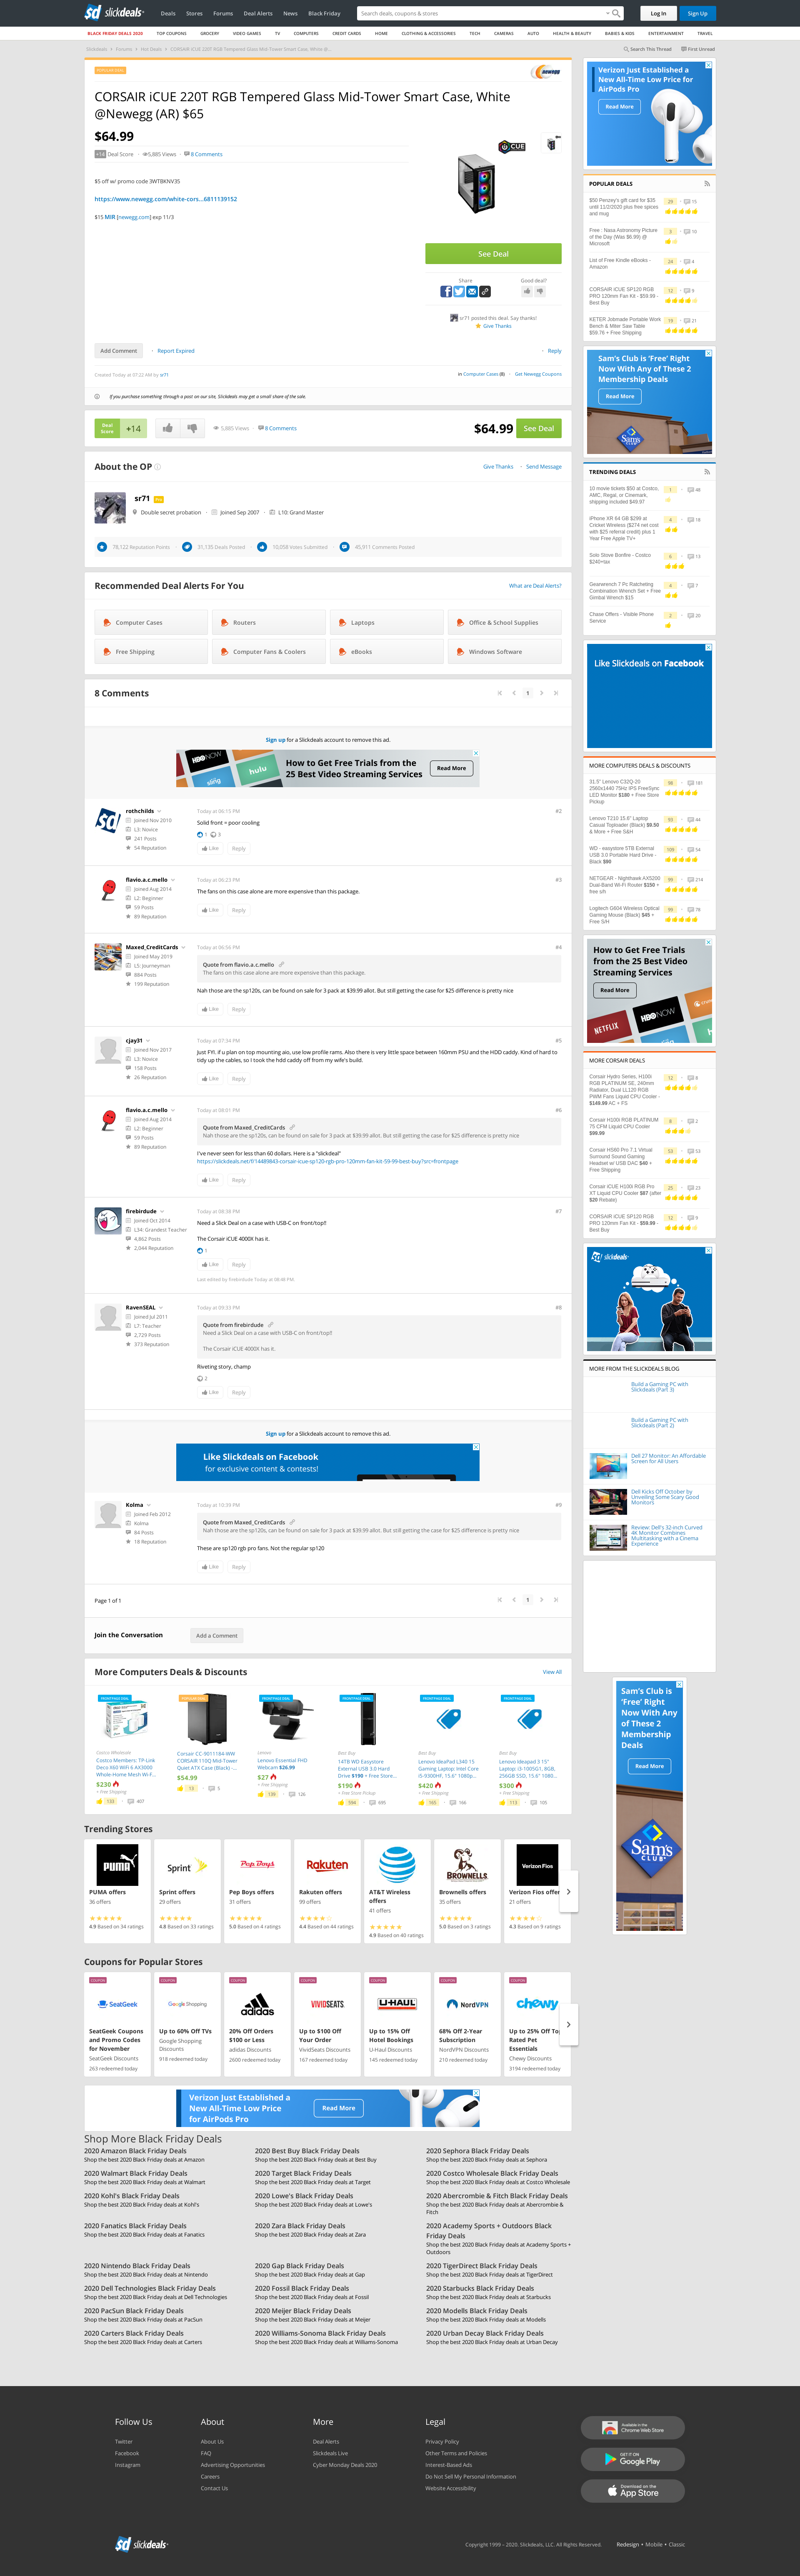 slickdeals
Deals
Stores
Forums
Deal Alerts
News
Black Friday
Search deals, coupons & stores
Log In
Sign Up
BLACK FRIDAY DEALS 2020
TOP COUPONS
GROCERY
VIDEO GAMES
TV
COMPUTERS
CREDIT CARDS
HOME
CLOTHING & ACCESSORIES
TECH
CAMERAS
AUTO
HEALTH & BEAUTY
BABIES & KIDS
ENTERTAINMENT
TRAVEL
Slickdeals > Forums > Hot Deals > CORSAIR iCUE 220T RGB Tempered Glass Mid-Tower Smart Case, White @...
Search This Thread
First Unread
newegg
CORSAIR iCUE 220T RGB Tempered Glass Mid-Tower Smart Case, White
@Newegg (AR) $65
$64.99
+14 Deal Score
5,885 Views
8 Comments
$5 off w/ promo code 3WTBKNV35
https://www.newegg.com/white-cors...6811139152
$15 MIR [newegg.com] exp 11/3
iCUE
See Deal
Share
Good deal?
sr71 posted this deal. Say thanks!
Give Thanks
Add Comment
Report Expired
Reply
Created Today at 07:22 AM by sr71
in Computer Cases (8)
Get Newegg Coupons
If you purchase something through a post on our site, Slickdeals may get a small share of the sale.
Deal
Score
+14
5,885 Views
8 Comments
$64.99
See Deal
About the OP
Give Thanks
Send Message
sr71
Pro
Double secret probation
Joined Sep 2007
L10: Grand Master
78,122 Reputation Points
31,135 Deals Posted
10,058 Votes Submitted
45,911 Comments Posted
Recommended Deal Alerts For You
What are Deal Alerts?
Computer Cases
Routers
Laptops
Office & School Supplies
Free Shipping
Computer Fans & Coolers
eBooks
Windows Software
8 Comments
1
Sign up for a Slickdeals account to remove this ad.
HBO NOW
sling
hulu
How to Get Free Trials from the
25 Best Video Streaming Services
Read More
rothchilds
Joined Nov 2010
L3: Novice
241 Posts
54 Reputation
Today at 06:15 PM
#2
Solid front = poor cooling
1
3
Like
Reply
flavio.a.c.mello
Joined Aug 2014
L2: Beginner
59 Posts
89 Reputation
Today at 06:23 PM
#3
The fans on this case alone are more expensive than this package.
Like
Reply
Maxed_CreditCards
Joined May 2019
L5: Journeyman
884 Posts
199 Reputation
Today at 06:56 PM
#4
Quote from flavio.a.c.mello
The fans on this case alone are more expensive than this package.
Nah those are the sp120s, can be found on sale for 3 pack at $39.99 allot. But still getting the case for $25 difference is pretty nice
Like
Reply
cjay31
Joined Nov 2017
L3: Novice
158 Posts
26 Reputation
Today at 07:34 PM
#5
Just FYI. if u plan on top mounting aio, use low profile rams. Also there is very little space between 160mm PSU and the HDD caddy. Kind of hard to
tidy up the cables, so I took the hdd caddy off from my wife's build.
Like
Reply
flavio.a.c.mello
Joined Aug 2014
L2: Beginner
59 Posts
89 Reputation
Today at 08:01 PM
#6
Quote from Maxed_CreditCards
Nah those are the sp120s, can be found on sale for 3 pack at $39.99 allot. But still getting the case for $25 difference is pretty nice
I've never seen for less than 60 dollars. Here is a "slickdeal"
https://slickdeals.net/f/14489843-corsair-icue-sp120-rgb-pro-120mm-fan-kit-59-99-best-buy?src=frontpage
Like
Reply
firebirdude
Joined Oct 2014
L34: Grandest Teacher
4,862 Posts
2,044 Reputation
Today at 08:38 PM
#7
Need a Slick Deal on a case with USB-C on front/top!!
The Corsair iCUE 4000X has it.
1
Like
Reply
Last edited by firebirdude Today at 08:48 PM.
RavenSEAL
Joined Jul 2011
L7: Teacher
2,729 Posts
373 Reputation
Today at 09:33 PM
#8
Quote from firebirdude
Need a Slick Deal on a case with USB-C on front/top!!
The Corsair iCUE 4000X has it.
Riveting story, champ
2
Like
Reply
Sign up for a Slickdeals account to remove this ad.
Like Slickdeals on Facebook
for exclusive content & contests!
Kolma
Joined Feb 2012
Kolma
84 Posts
18 Reputation
Today at 10:39 PM
#9
Quote from Maxed_CreditCards
Nah those are the sp120s, can be found on sale for 3 pack at $39.99 allot. But still getting the case for $25 difference is pretty nice
These are sp120 rgb pro fans. Not the regular sp120
Like
Reply
Page 1 of 1
1
Join the Conversation
Add a Comment
More Computers Deals & Discounts
View All
FRONTPAGE DEAL
Costco Wholesale
Costco Members: TP-Link
Deco X60 WiFi 6 AX3000
Whole-Home Mesh Wi-F...
$230
+ Free Shipping
133
407
Corsair CC-9011184-WW
CORSAIR 110Q Mid-Tower
Quiet ATX Case (Black) -...
$54.99
13
3
FRONTPAGE DEAL
Lenovo
Lenovo Essential FHD
Webcam $26.99
$27
+ Free Shipping
139
126
FRONTPAGE DEAL
Best Buy
14TB WD Easystore
External USB 3.0 Hard
Drive $190 + Free Store...
$190
+ Free Store Pickup
594
695
FRONTPAGE DEAL
Best Buy
Lenovo IdeaPad L340 15
Gaming Laptop: Intel Core
i5-9300HF, 15.6" 1080p...
$420
+ Free Shipping
165
166
FRONTPAGE DEAL
Best Buy
Lenovo Ideapad 3 15"
Laptop: i3-1005G1, 8GB,
256GB SSD, 15.6" 1080...
$300
+ Free Shipping
113
109
Trending Stores
PUMA
PUMA offers
36 offers
4.9 Based on 34 ratings
Sprint
Sprint offers
29 offers
4.8 Based on 33 ratings
Pep Boys
Pep Boys offers
31 offers
5.0 Based on 4 ratings
Rakuten
Rakuten offers
99 offers
4.4 Based on 44 ratings
AT&T
AT&T Wireless
offers
41 offers
4.9 Based on 40 ratings
BROWNELLS
Brownells offers
35 offers
5.0 Based on 3 ratings
Verizon Fios
Verizon Fios offer
21 offers
4.3 Based on 9 ratings
Coupons for Popular Stores
COUPON
SeatGeek
SeatGeek Coupons
and Promo Codes
for November
SeatGeek Discounts
263 redeemed today
COUPON
Google Shopping
Up to 60% Off TVs
Google Shopping
Discounts
918 redeemed today
COUPON
adidas
20% Off Orders
$100 or Less
adidas Discounts
2600 redeemed today
COUPON
VIVIDSEATS
Up to $100 Off
Your Order
VividSeats Discounts
167 redeemed today
COUPON
U-HAUL
Up to 15% Off
Hotel Bookings
U-Haul Discounts
145 redeemed today
COUPON
NordVPN
68% Off 2-Year
Subscription
NordVPN Discounts
210 redeemed today
COUPON
chewy
Up to 25% Off To
Rated Pet
Essentials
Chewy Discounts
3194 redeemed today
Verizon Just Established a
New All-Time Low Price
for AirPods Pro
Read More
Shop More Black Friday Deals
2020 Amazon Black Friday Deals
Shop the best 2020 Black Friday deals at Amazon
2020 Best Buy Black Friday Deals
Shop the best 2020 Black Friday deals at Best Buy
2020 Sephora Black Friday Deals
Shop the best 2020 Black Friday deals at Sephora
2020 Walmart Black Friday Deals
Shop the best 2020 Black Friday deals at Walmart
2020 Target Black Friday Deals
Shop the best 2020 Black Friday deals at Target
2020 Costco Wholesale Black Friday Deals
Shop the best 2020 Black Friday deals at Costco Wholesale
2020 Kohl's Black Friday Deals
Shop the best 2020 Black Friday deals at Kohl's
2020 Lowe's Black Friday Deals
Shop the best 2020 Black Friday deals at Lowe's
2020 Abercrombie & Fitch Black Friday Deals
Shop the best 2020 Black Friday deals at Abercrombie &
Fitch
2020 Fanatics Black Friday Deals
Shop the best 2020 Black Friday deals at Fanatics
2020 Zara Black Friday Deals
Shop the best 2020 Black Friday deals at Zara
2020 Academy Sports + Outdoors Black
Friday Deals
Shop the best 2020 Black Friday deals at Academy Sports +
Outdoors
2020 Nintendo Black Friday Deals
Shop the best 2020 Black Friday deals at Nintendo
2020 Gap Black Friday Deals
Shop the best 2020 Black Friday deals at Gap
2020 TigerDirect Black Friday Deals
Shop the best 2020 Black Friday deals at TigerDirect
2020 Dell Technologies Black Friday Deals
Shop the best 2020 Black Friday deals at Dell Technologies
2020 Fossil Black Friday Deals
Shop the best 2020 Black Friday deals at Fossil
2020 Starbucks Black Friday Deals
Shop the best 2020 Black Friday deals at Starbucks
2020 PacSun Black Friday Deals
Shop the best 2020 Black Friday deals at PacSun
2020 Meijer Black Friday Deals
Shop the best 2020 Black Friday deals at Meijer
2020 Modells Black Friday Deals
Shop the best 2020 Black Friday deals at Modells
2020 Carters Black Friday Deals
Shop the best 2020 Black Friday deals at Carters
2020 Williams-Sonoma Black Friday Deals
Shop the best 2020 Black Friday deals at Williams-Sonoma
2020 Urban Decay Black Friday Deals
Shop the best 2020 Black Friday deals at Urban Decay
Verizon Just Established a
New All-Time Low Price for
AirPods Pro
Read More
POPULAR DEALS
$50 Penzey's gift card for $35
until 11/2/2020 plus free spices
and mug
29
15
Free : Nasa Astronomy Picture
of the Day (Was $6.99) @
Microsoft
3
10
List of Free Kindle eBooks -
Amazon
24
4
CORSAIR iCUE SP120 RGB
PRO 120mm Fan Kit - $59.99 -
Best Buy
12
9
KETER Jobmade Portable Work
Bench & Miter Saw Table
$59.76 + Free Shipping
19
21
Sam's Club is 'Free' Right
Now With Any of These 2
Membership Deals
Read More
Sam's
TRENDING DEALS
10 movie tickets $50 at Costco,
AMC, Regal, or Cinemark,
shipping included $49.97
1
48
iPhone XR 64 GB $299 at
Cricket Wireless ($274 net cost
with $25 referral credit) plus 1
Year Free Apple TV+
4
18
Solo Stove Bonfire - Costco
$240+tax
6
13
Gearwrench 7 Pc Ratcheting
Combination Wrench Set + Free
Gimbal Wrench $15
4
7
Chase Offers - Visible Phone
Service
2
20
Like Slickdeals on Facebook
MORE COMPUTERS DEALS & DISCOUNTS
31.5" Lenovo C32Q-20
2560x1440 75Hz IPS FreeSync
LED Monitor $180 + Free Store
Pickup
96
181
Lenovo T210 15.6" Laptop
Casual Toploader (Black) $9.50
& More + Free S&H
93
44
WD - easystore 5TB External
USB 3.0 Portable Hard Drive -
Black $90
100
54
NETGEAR - Nighthawk AX5200
Dual-Band Wi-Fi Router $150 +
free s/h
99
214
Logitech G604 Wireless Optical
Gaming Mouse (Black) $45 +
Free S/H
99
78
How to Get Free Trials
from the 25 Best Video
Streaming Services
Read More
NETFLIX
MORE CORSAIR DEALS
Corsair Hydro Series, H100i
RGB PLATINUM SE, 240mm
Radiator, Dual LL120 RGB
PWM Fans Liquid CPU Cooler -
$149.99 AC + FS
12
8
Corsair H100i RGB PLATINUM
75 CFM Liquid CPU Cooler
$99.99
8
2
Corsair HS60 Pro 7.1 Virtual
Surround Sound Gaming
Headset w/ USB DAC $40 +
Free Shipping
53
53
Corsair iCUE H100i RGB Pro
XT Liquid CPU Cooler $87 (after
$20 Rebate)
25
23
CORSAIR iCUE SP120 RGB
PRO 120mm Fan Kit - $59.99 -
Best Buy
12
9
slickdeals
MORE FROM THE SLICKDEALS BLOG
Build a Gaming PC with
Slickdeals (Part 3)
Build a Gaming PC with
Slickdeals (Part 2)
Dell 27 Monitor: An Affordable
Screen for All Users
Dell Kicks Off October by
Unveiling Some Scary Good
Monitors
Review: Dell's 32-inch Curved
4K Monitor Combines
Multitasking with a Cinema
Experience
Sam's Club is
'Free' Right
Now With Any
of These 2
Membership
Deals
Read More
Sam's
CLUB
Follow Us
Twitter
Facebook
Instagram
About
About Us
FAQ
Advertising Opportunities
Careers
Contact Us
More
Deal Alerts
Slickdeals Live
Cyber Monday Deals 2020
Legal
Privacy Policy
Other Terms and Policies
Interest-Based Ads
Do Not Sell My Personal Information
Website Accessibility
Available in the
Chrome Web Store
GET IT ON
Google Play
Download on the
App Store
slickdeals
Copyright 1999 - 2020. Slickdeals, LLC. All Rights Reserved.
Redesign • Mobile • Classic